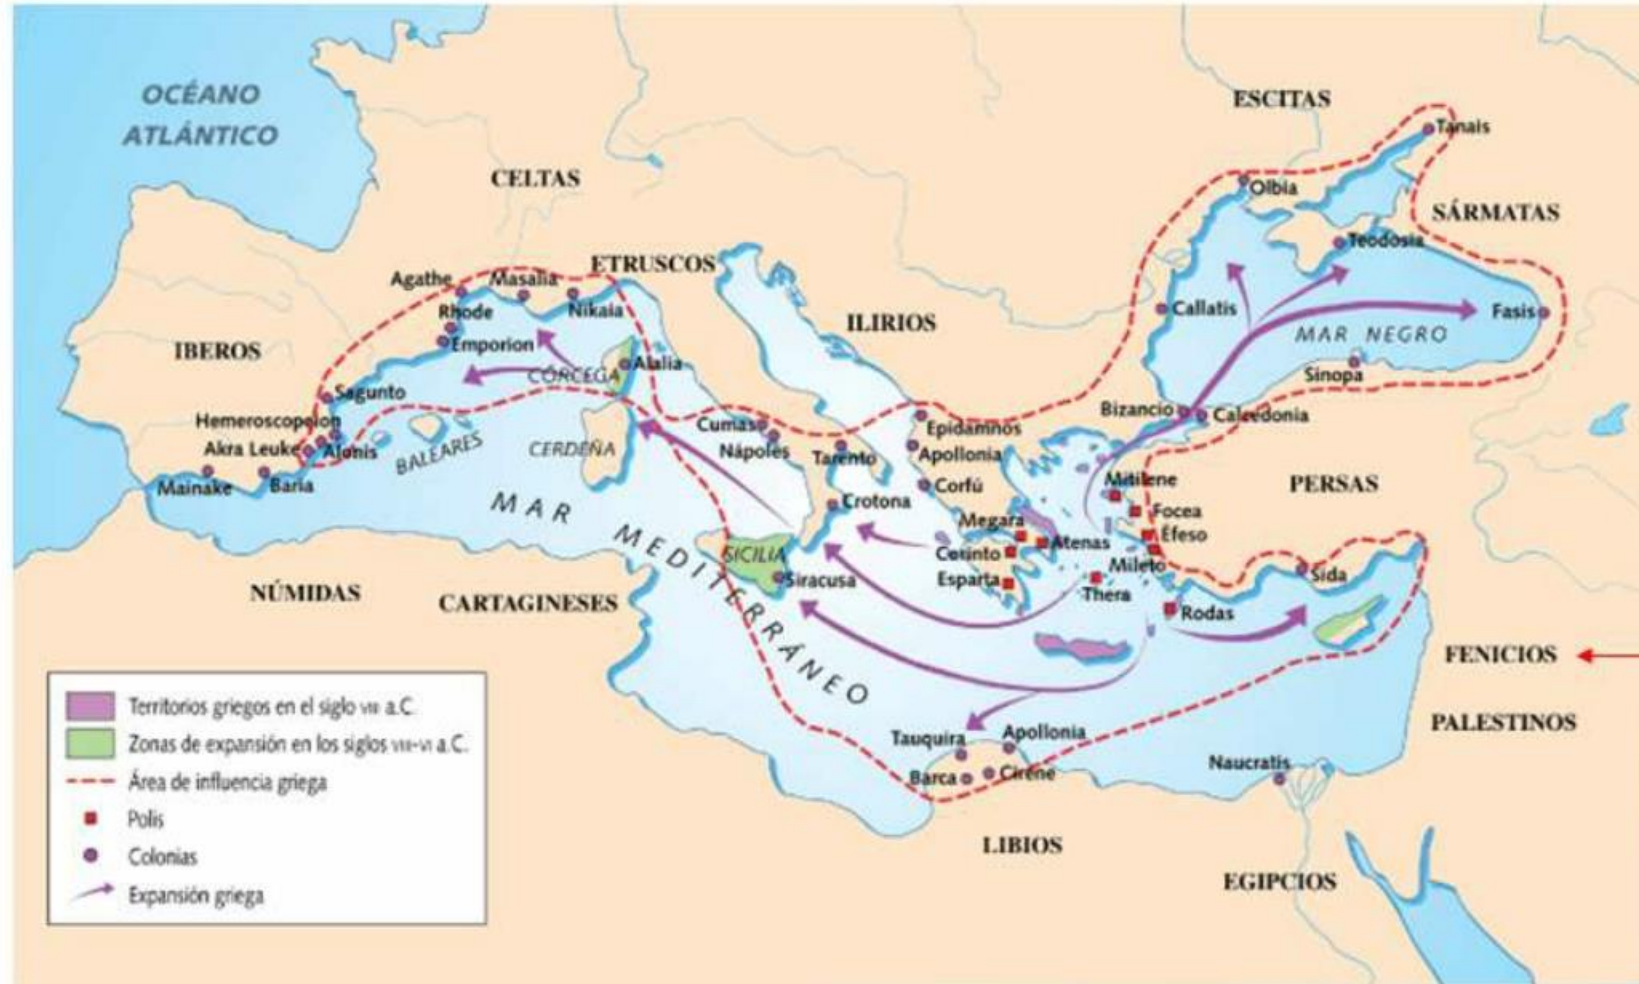 OCÉANO
ATLÁNTICO
ESCITAS
Tanais
CELTAS
Olbia
SÁRMATAS
Teodosia
ETRUSCOS
Agathe
Masalia
Nikaia
Rhode
Callatis
Fasis
ILIRIOS
MAR NEGRO
IBEROS
Emporion
Alalia
CÓRCEGA
Sinopa
Sagunto
Bizancio
Calcedonia
Hemeroscopeion
Cumas
Epidamnos
Akra Leuke
Alonis
BALEARES
CERDEÑA
Nápoles
Tarento
Apollonia
Mainake
Baria
Corfú
Mitilene
PERSAS
MAR MEDITERRÁNEO
Crotona
Megara
Focea
Atenas
Éfeso
SICILIA
Corinto
Mileto
Siracusa
Esparta
Thera
Sida
NÚMIDAS
CARTAGINESES
Rodas
FENICIOS
Territorios griegos en el siglo VIII a.C.
Zonas de expansión en los siglos VIII-VI a.C.
Área de influencia griega
Polis
Colonias
Expansión griega
PALESTINOS
Tauquira
Apollonia
Barca
Cirene
Naucratis
LIBIOS
EGIPCIOS